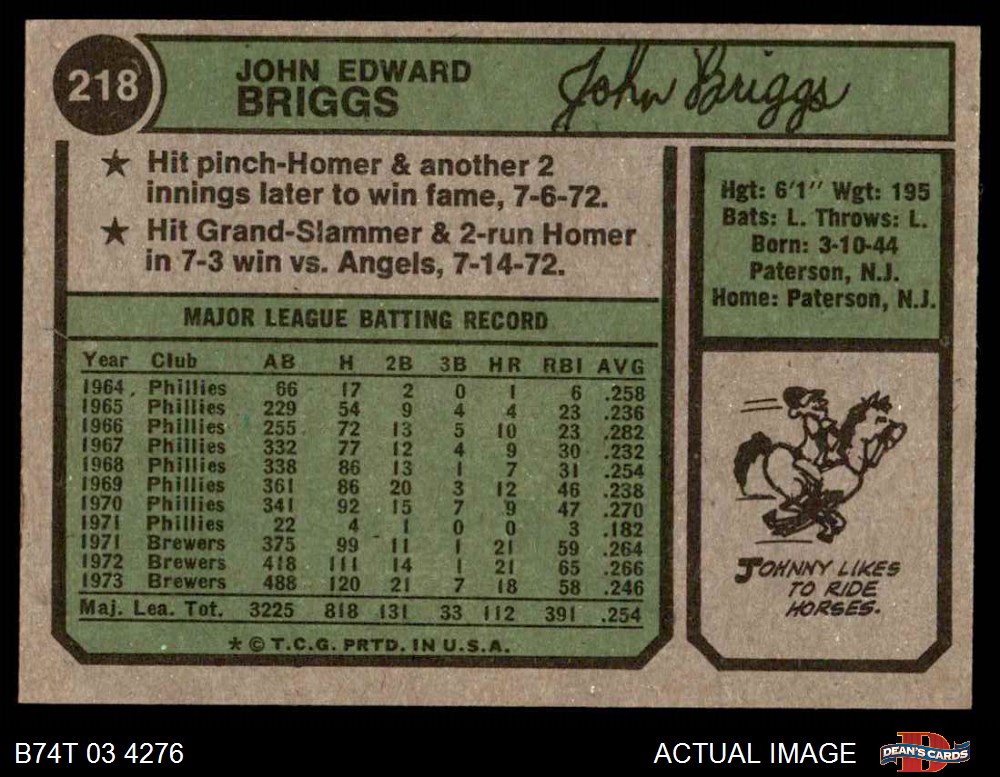 218
JOHN EDWARD
BRIGGS
John Briggs
★ Hit pinch-Homer & another 2
innings later to win fame, 7-6-72.
★ Hit Grand-Slammer & 2-run Homer
in 7-3 win vs. Angels, 7-14-72.
Hgt: 6'1" Wgt: 195
Bats: L. Throws: L.
Born: 3-10-44
Paterson, N.J.
Home: Paterson, N.J.
MAJOR LEAGUE BATTING RECORD
Year Club AB H 2B 3B HR RBI AVG
1964 Phillies 66 17 2 0 1 6 .258
1965 Phillies 229 54 9 4 4 23 .236
1966 Phillies 255 72 13 5 10 23 .282
1967 Phillies 332 77 12 4 9 30 .232
1968 Phillies 338 86 13 1 7 31 .254
1969 Phillies 361 86 20 3 12 46 .238
1970 Phillies 341 92 15 7 9 47 .270
1971 Phillies 22 4 1 0 0 3 .182
1971 Brewers 375 99 11 1 21 59 .264
1972 Brewers 418 111 14 1 21 65 .266
1973 Brewers 488 120 21 7 18 58 .246
Maj. Lea. Tot. 3225 818 131 33 112 391 .254
* © T.C.G. PRTD. IN U.S.A.
JOHNNY LIKES
TO RIDE
HORSES.
B74T 03 4276
ACTUAL IMAGE
DEAN'S CARDS